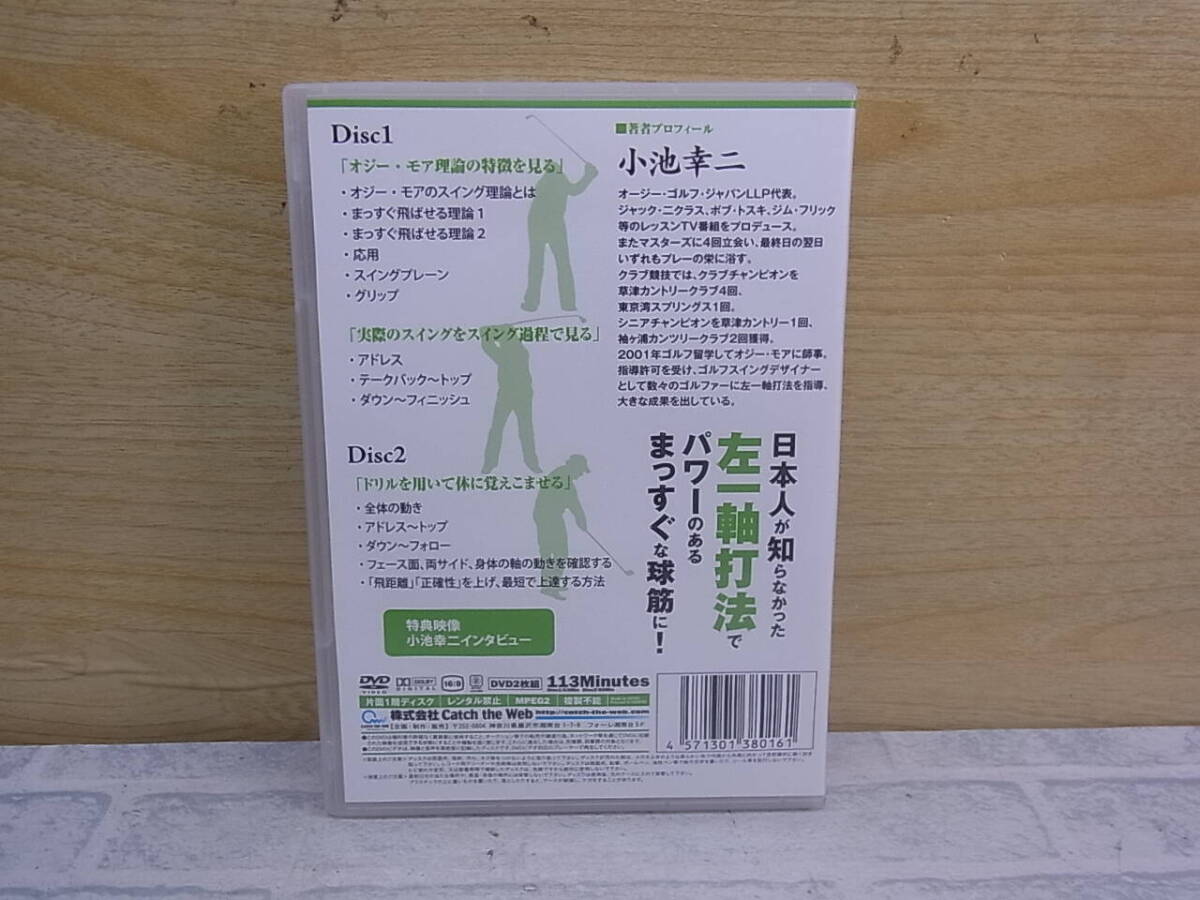 Disc1
「オジー・モア理論の特徴を見る」
・オジー・モアのスイング理論とは
・まっすぐ飛ばせる理論1
・まっすぐ飛ばせる理論2
・応用
・スイングプレーン
・グリップ
「実際のスイングをスイング過程で見る」
・アドレス
・テークバック〜トップ
・ダウン〜フィニッシュ
Disc2
「ドリルを用いて体に覚えこませる」
・全体の動き
・アドレス〜トップ
・ダウン〜フォロー
・フェース面、両サイド、身体の軸の動きを確認する
・「飛距離」「正確性」を上げ、最短で上達する方法
特典映像
小池幸二インタビュー
■著者プロフィール
小池幸二
オージー・ゴルフ・ジャパンLLP代表。
ジャック・ニクラス、ボブ・トスキ、ジム・フリック
等のレッスンTV番組をプロデュース。
またマスターズに4回立会い、最終日の翌日
いずれもプレーの栄に浴す。
クラブ競技では、クラブチャンピオンを
草津カントリークラブ4回、
東京湾スプリングス1回。
シニアチャンピオンを草津カントリー1回、
袖ヶ浦カンツリークラブ2回獲得。
2001年ゴルフ留学してオジー・モアに師事。
指導許可を受け、ゴルフスイングデザイナー
として数々のゴルファーに左一軸打法を指導、
大きな成果を出している。
日本人が知らなかった
左一軸打法で
パワーのある
まっすぐな球筋に!
DVD VIDEO DOLBY DIGITAL 16:9 DVD2枚組 113Minutes
片面1層ディスク レンタル禁止 MPEG2 複製不能
株式会社 Catch the Web http://catch-the-web.com
4 571301 380161